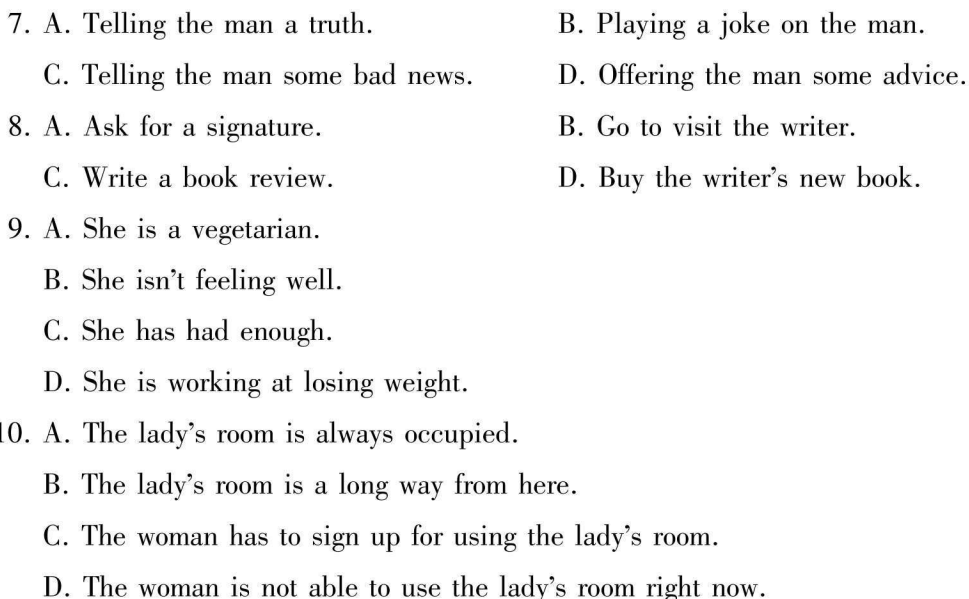 7. A. Telling the man a truth. B. Playing a joke on the man.
C. Telling the man some bad news. D. Offering the man some advice.
8. A. Ask for a signature. B. Go to visit the writer.
C. Write a book review. D. Buy the writer's new book.
9. A. She is a vegetarian.
B. She isn't feeling well.
C. She has had enough.
D. She is working at losing weight.
10. A. The lady's room is always occupied.
B. The lady's room is a long way from here.
C. The woman has to sign up for using the lady's room.
D. The woman is not able to use the lady's room right now.